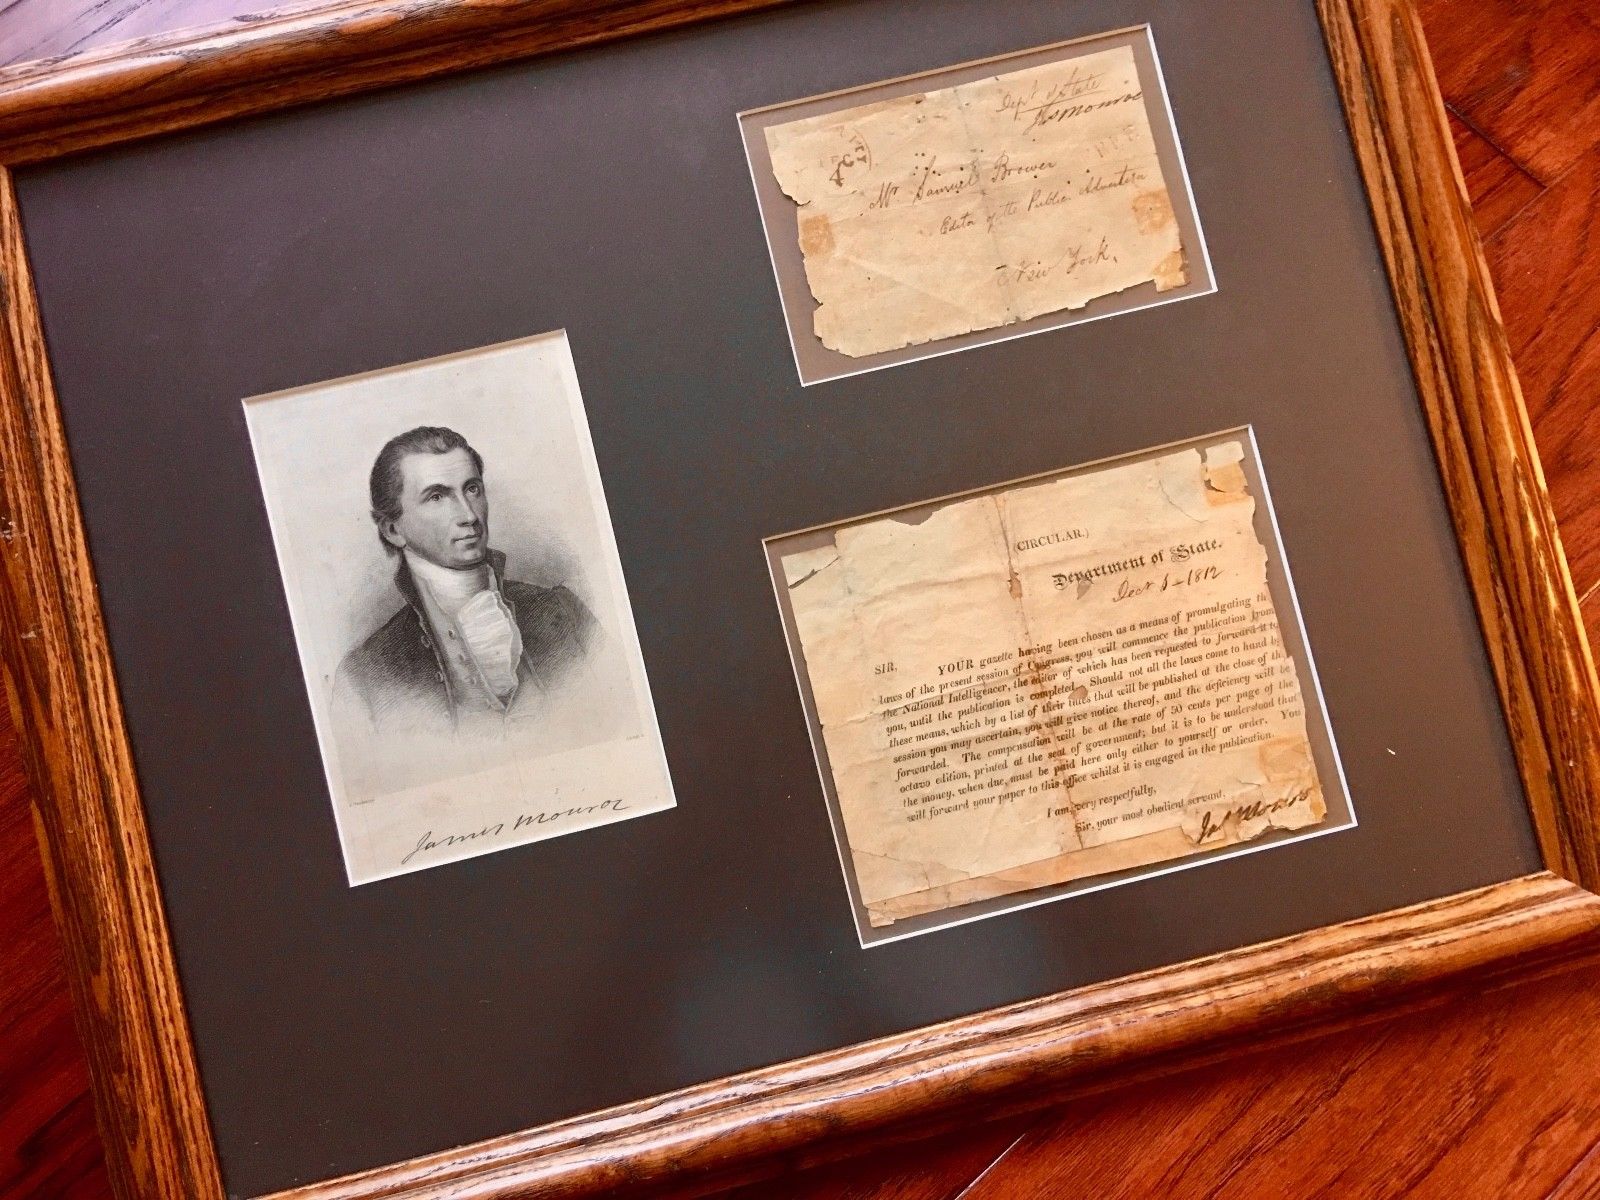 James Monroe
Dept of State
Jas Monroe
FREE
Mr. Samuel Brower
Editor of the Public Advertiser
New York.
(CIRCULAR.)
Department of State.
Decr 1812
SIR, YOUR gazette having been chosen as a means of promulgating th
laws of the present session of Congress, you will commence the publication from
the National Intelligencer, the editor of which has been requested to forward it to
you, until the publication is completed. Should not all the laws come to hand by
these means, which by a list of their titles that will be published at the close of th
session you may ascertain, you will give notice thereof, and the deficiency will be
forwarded. The compensation will be at the rate of 50 cents per page of the
octavo edition, printed at the seat of government; but it is to be understood that
the money, when due, must be paid here only either to yourself or order. You
will forward your paper to this office whilst it is engaged in the publication.
I am, very respectfully,
Sir, your most obedient servant,
Jas Monroe